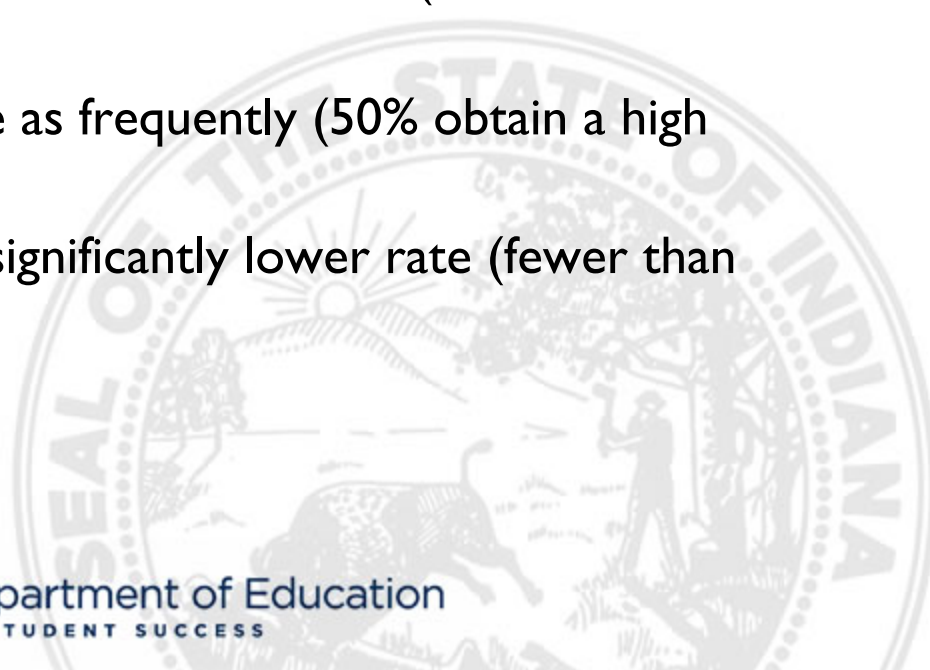 as frequently (50% obtain a high
significantly lower rate (fewer than
SEAL OF THE STATE OF INDIANA
partment of Education
TUDENT SUCCESS